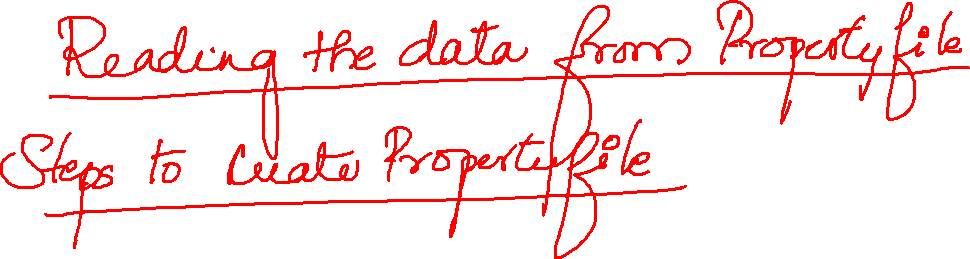 Reading the data from Propertyfile
Steps to create Propertyfile